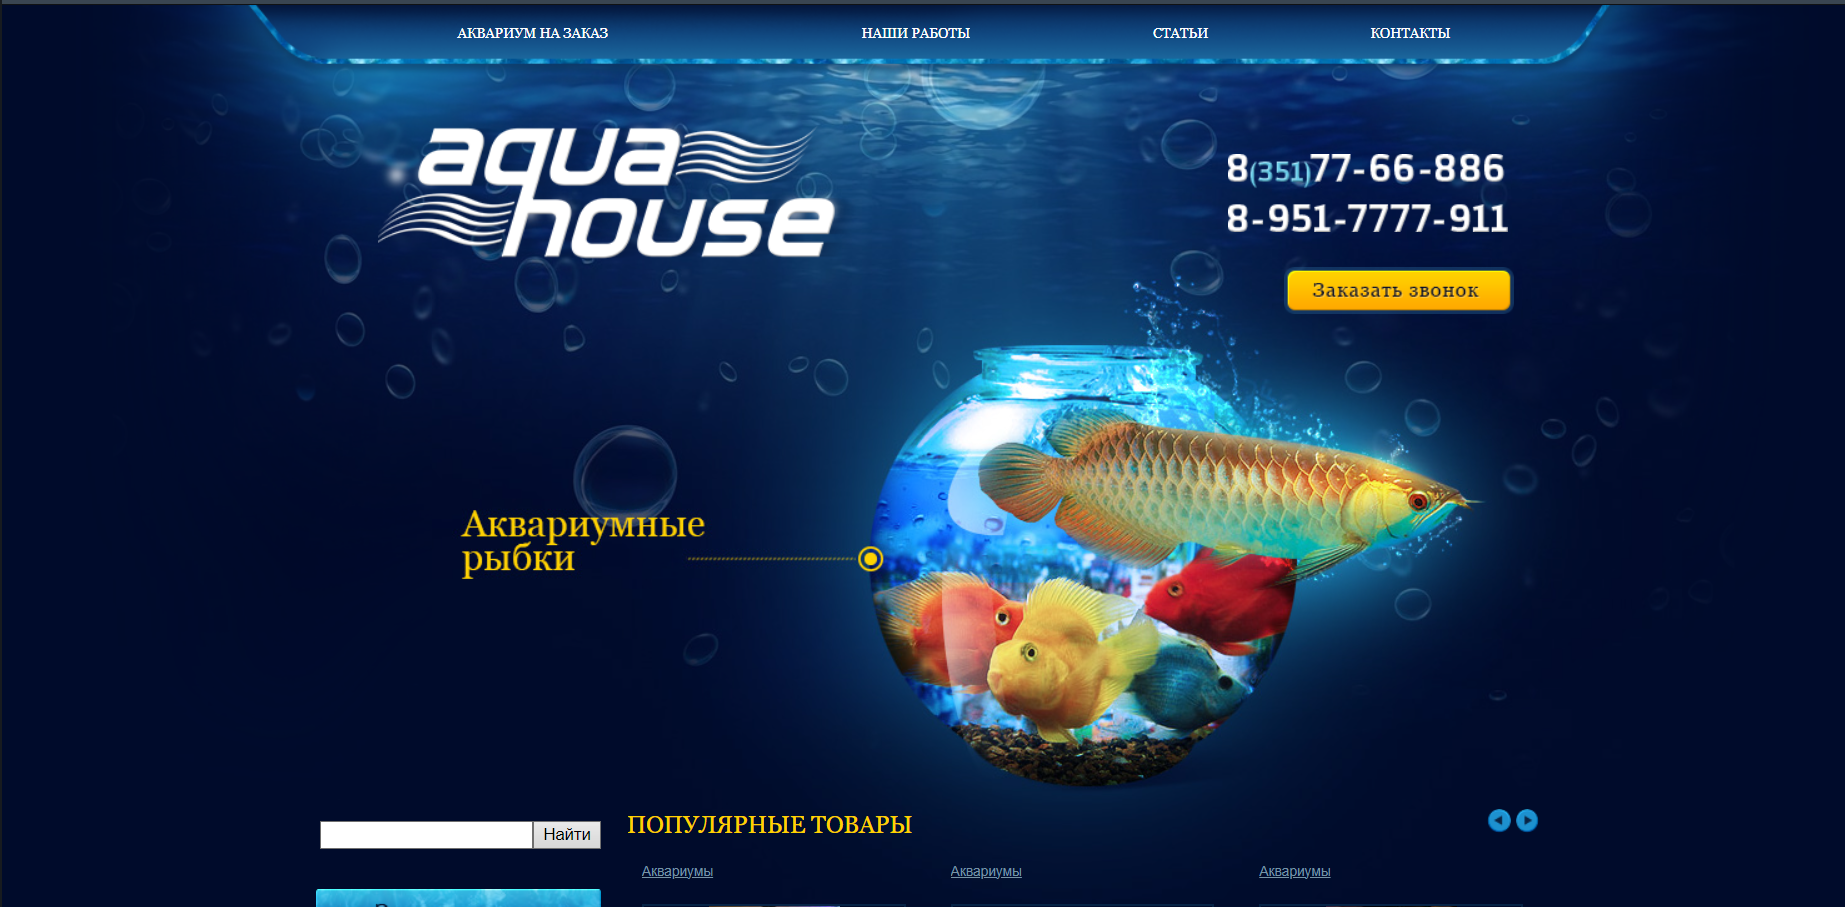 АКВАРИУМ НА ЗАКАЗ
НАШИ РАБОТЫ
СТАТЬИ
КОНТАКТЫ
aqua
house
8(351)77-66-886
8-951-7777-911
Заказать звонок
Аквариумные
рыбки
Найти
ПОПУЛЯРНЫЕ ТОВАРЫ
Аквариумы
Аквариумы
Аквариумы